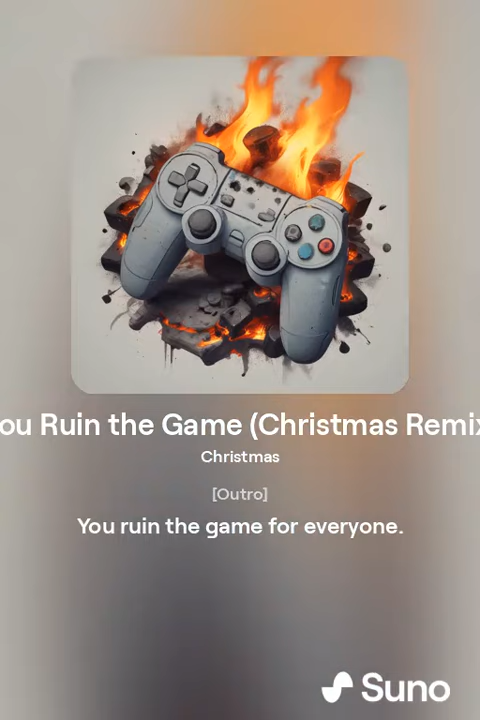 ou Ruin the Game (Christmas Remix
Christmas
[Outro]
You ruin the game for everyone.
Suno